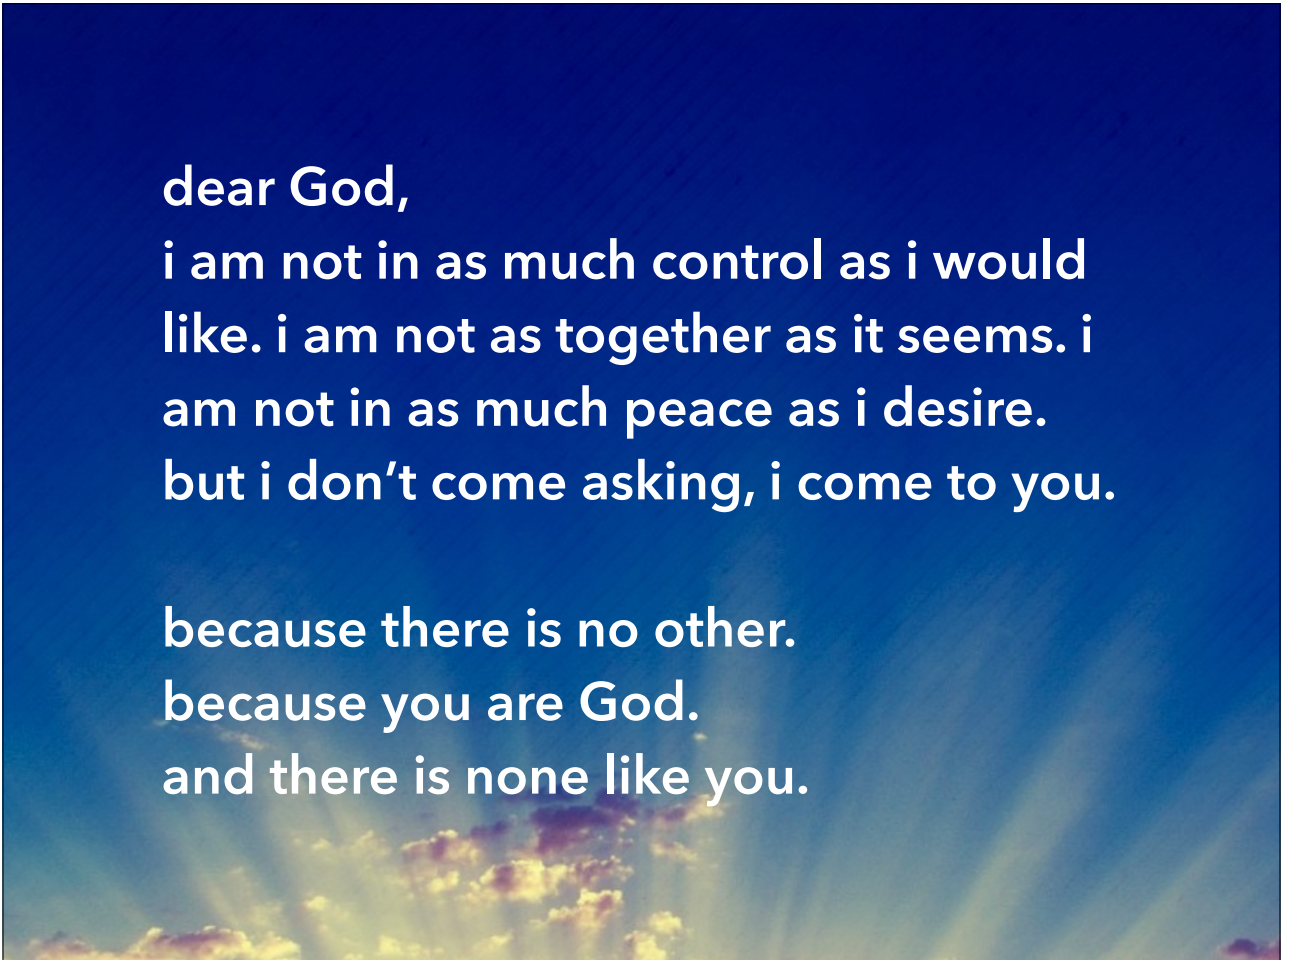 dear God,
i am not in as much control as i would
like. i am not as together as it seems. i
am not in as much peace as i desire.
but i don’t come asking, i come to you.
because there is no other.
because you are God.
and there is none like you.